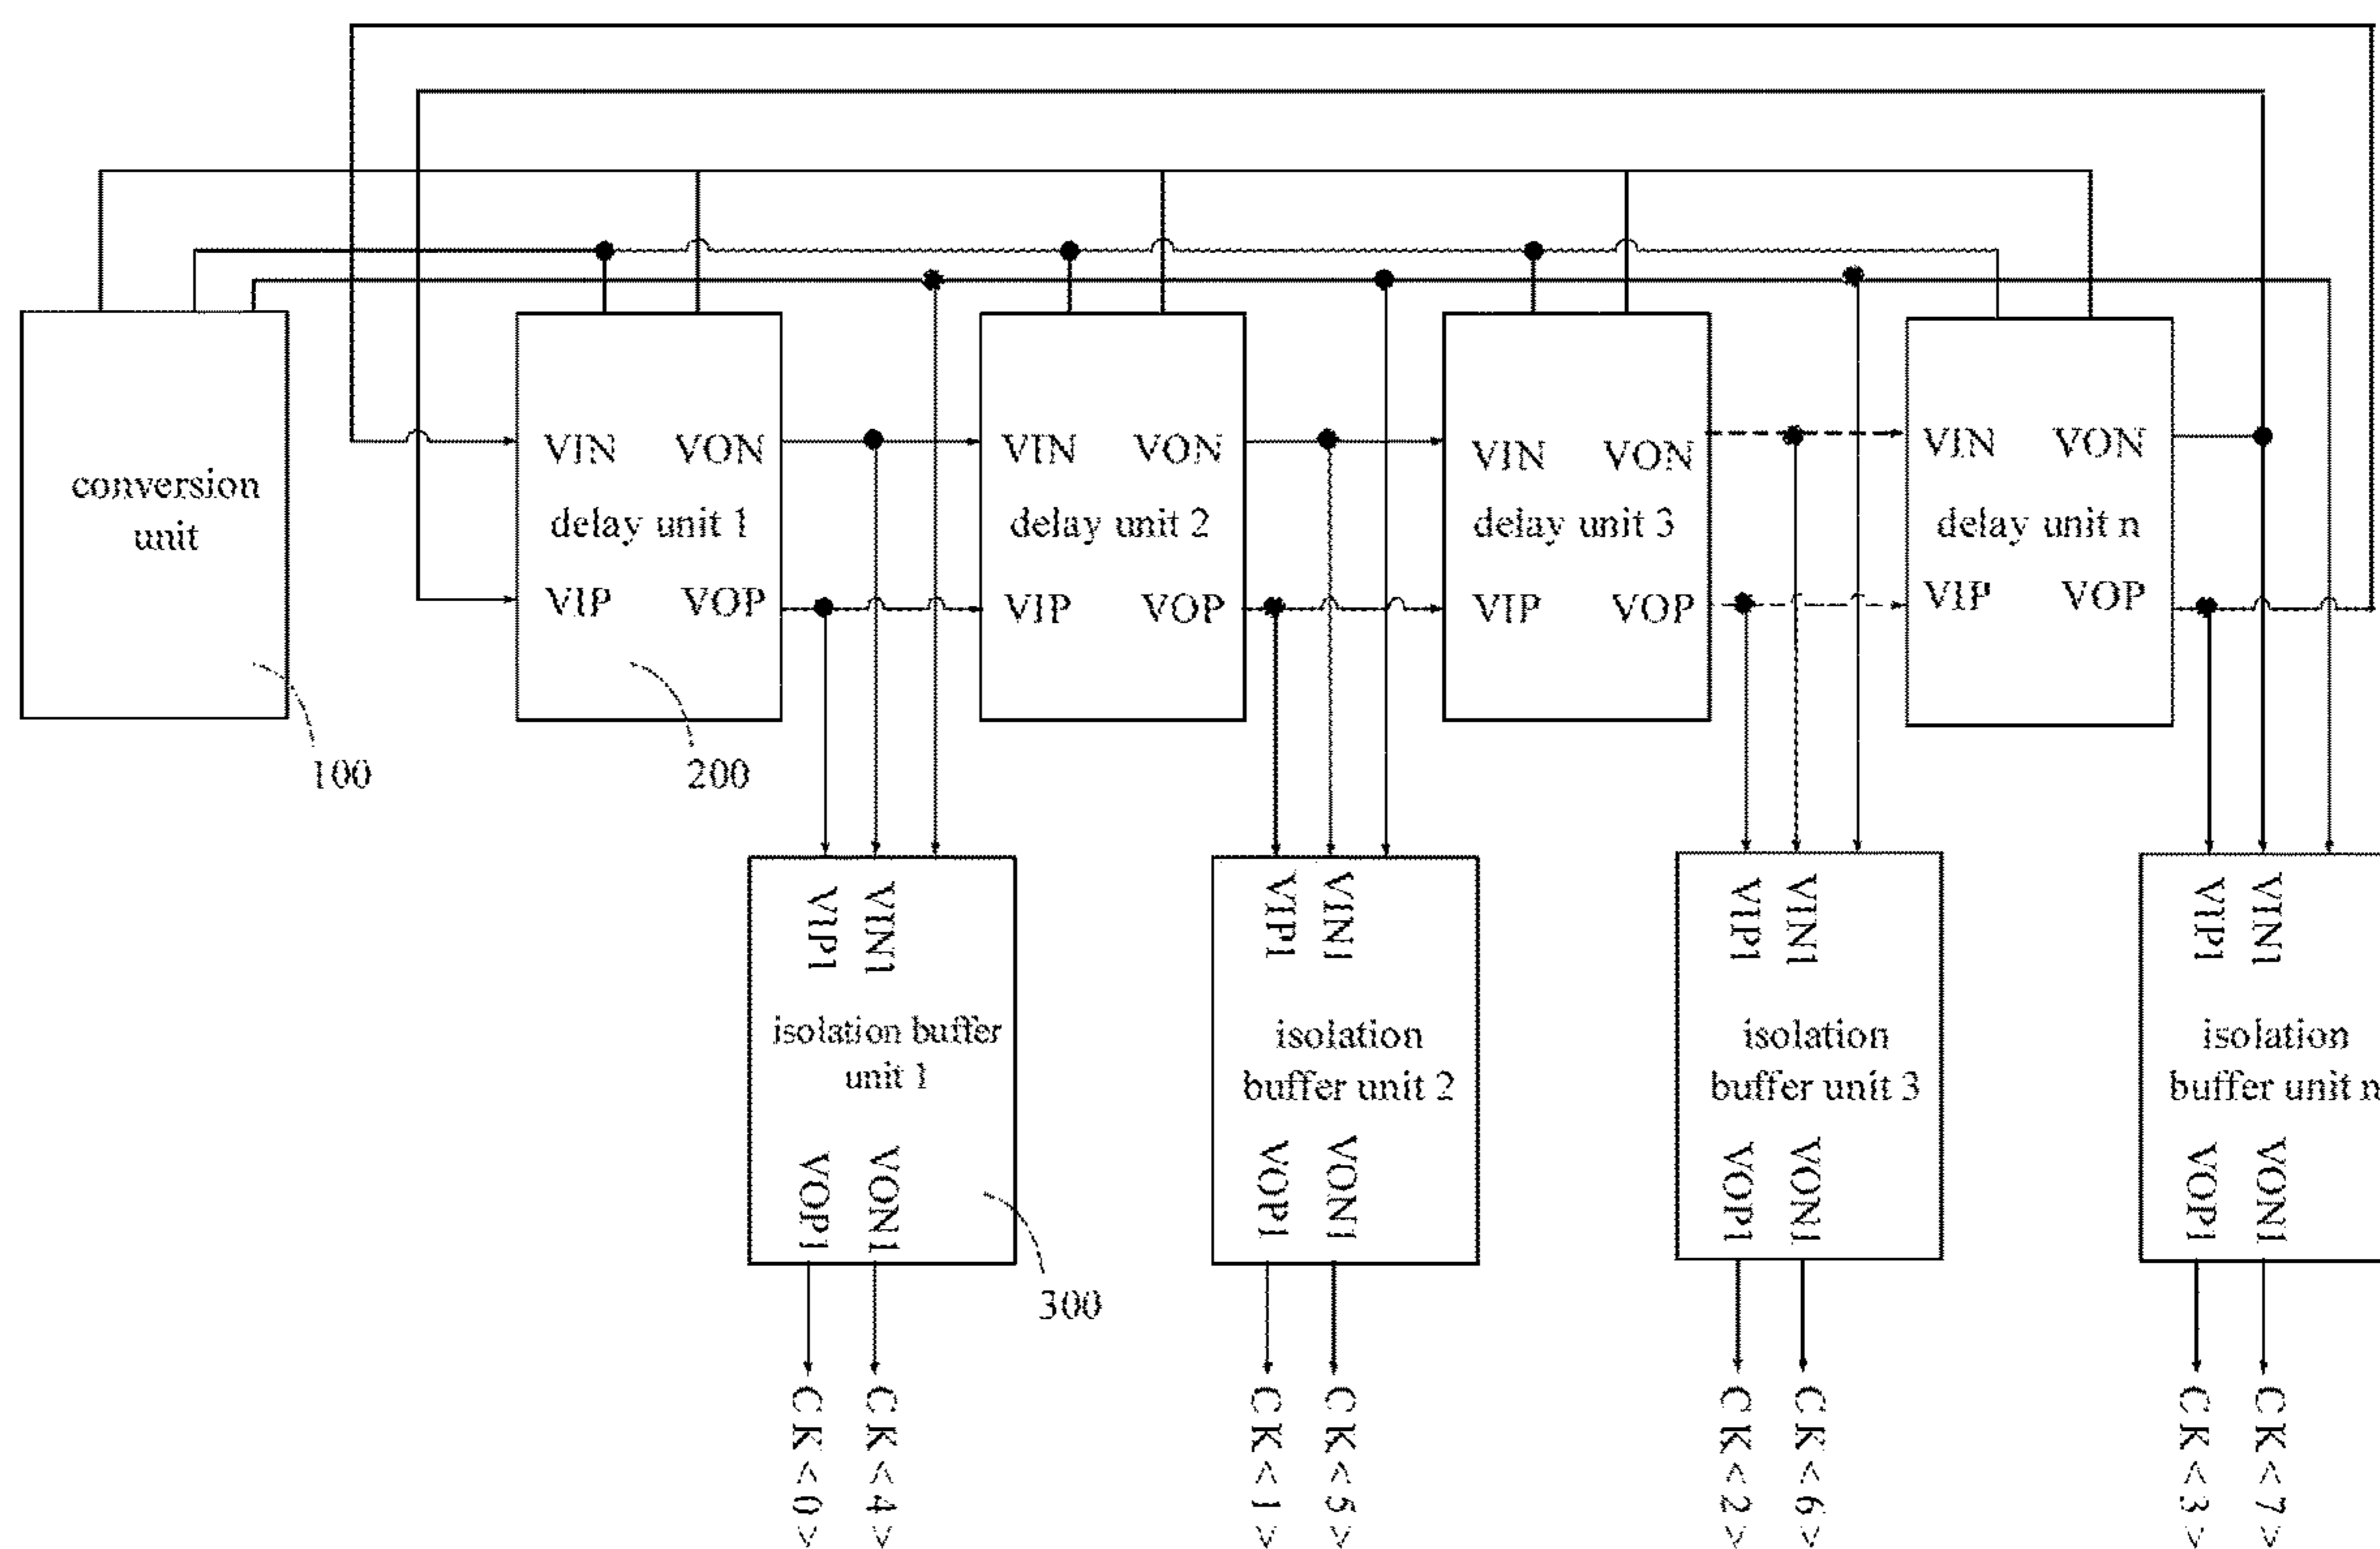 conversion
unit
100
VIN VON
delay unit 1
VIP VOP
200
VIN VON
delay unit 2
VIP VOP
VIN VON
delay unit 3
VIP VOP
VIN VON
delay unit n
VIP VOP
VIP1
VIN1
isolation buffer
unit 1
VOP1
VON1
300
VIP1
VIN1
isolation
buffer unit 2
VOP1
VON1
VIP1
VIN1
isolation
buffer unit 3
VOP1
VON1
VIP1
VIN1
isolation
buffer unit n
VOP1
VON1
CK<0>
CK<4>
CK<1>
CK<5>
CK<2>
CK<6>
CK<3>
CK<7>